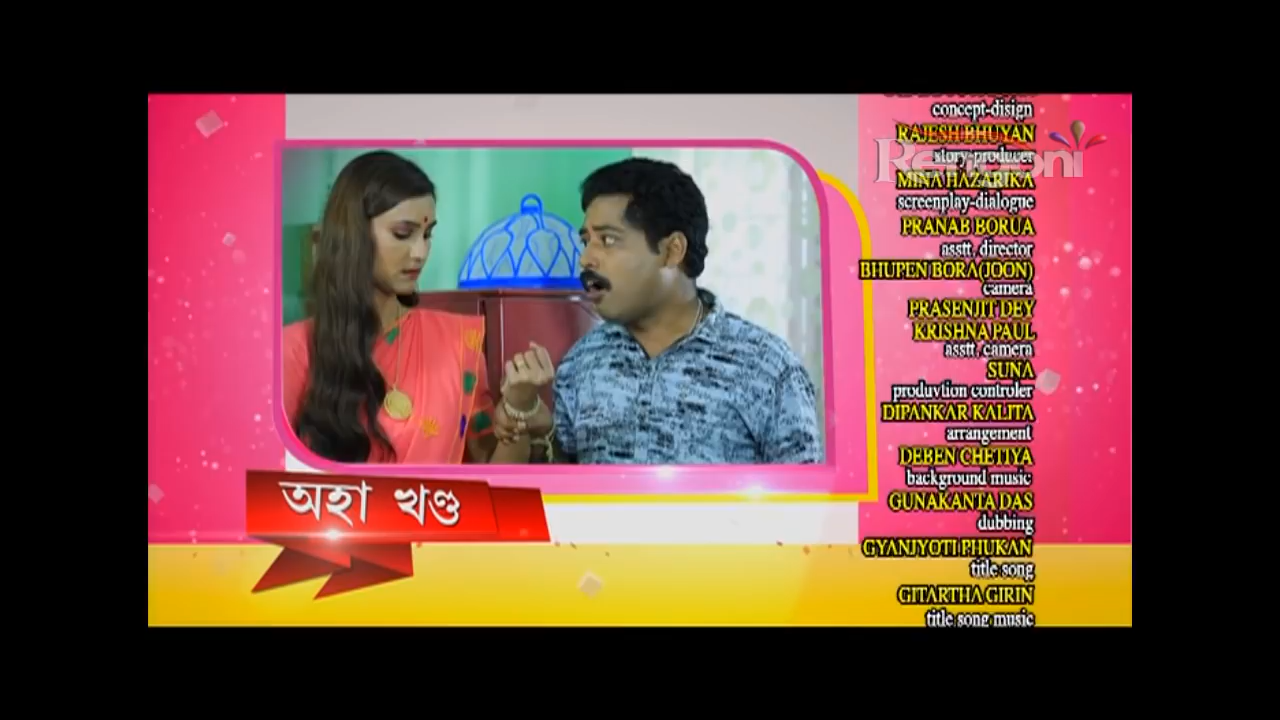 concept-disign
RAJESH BHUYAN
Rengoni
story-producer
MINA HAZARIKA
screenplay-dialogue
PRANAB BORUA
asstt. director
BHUPEN BORA(JOON)
camera
PRASENJIT DEY
KRISHNA PAUL
asstt. camera
SUNA
produvtion controler
DIPANKAR KALITA
arrangement
DEBEN CHETIYA
background music
GUNAKANTA DAS
dubbing
GYANJYOTI PHUKAN
title song
GITARTHA GIRIN
title song music
অহা খণ্ড